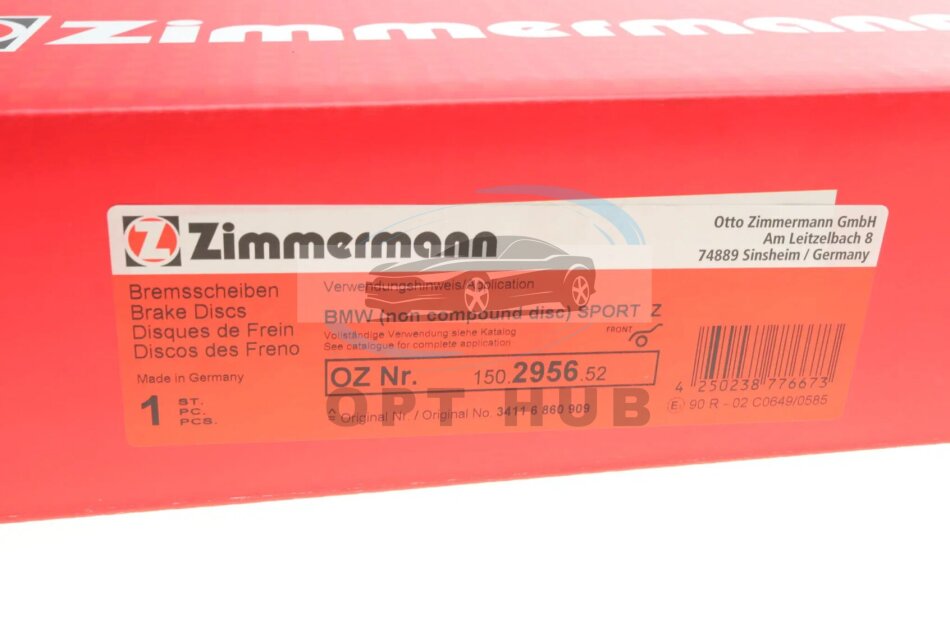 Zimmermann
Zimmermann
Otto Zimmermann GmbH
Am Leitzelbach 8
74889 Sinsheim / Germany
Bremsscheiben
Brake Discs
Disques de Frein
Discos des Freno
Made in Germany
1 ST.
PC.
PCS.
Verwendungshinweis/Application
BMW (non compound disc) SPORT Z
Vollständige Verwendung siehe Katalog
See catalogue for complete application
FRONT
OZ Nr. 150.2956.52
≙ Original Nr. / Original No. 3411 6 860 909
4 250238 776673
E1 90 R - 02 C0649/0585
OPT HUB